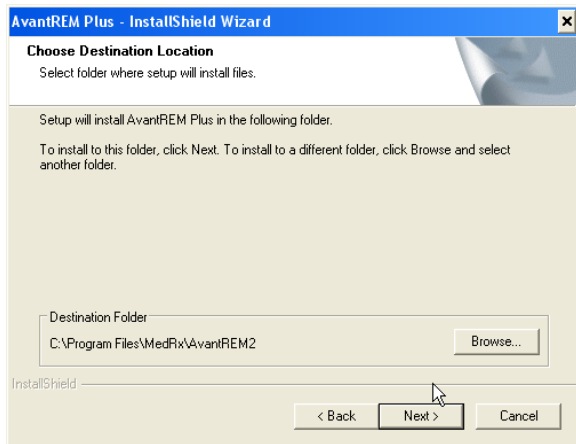 AvantREM Plus - InstallShield Wizard
Choose Destination Location
Select folder where setup will install files.
Setup will install AvantREM Plus in the following folder.
To install to this folder, click Next. To install to a different folder, click Browse and select
another folder.
Destination Folder
C:\Program Files\MedRx\AvantREM2
Browse...
InstallShield
< Back
Next >
Cancel